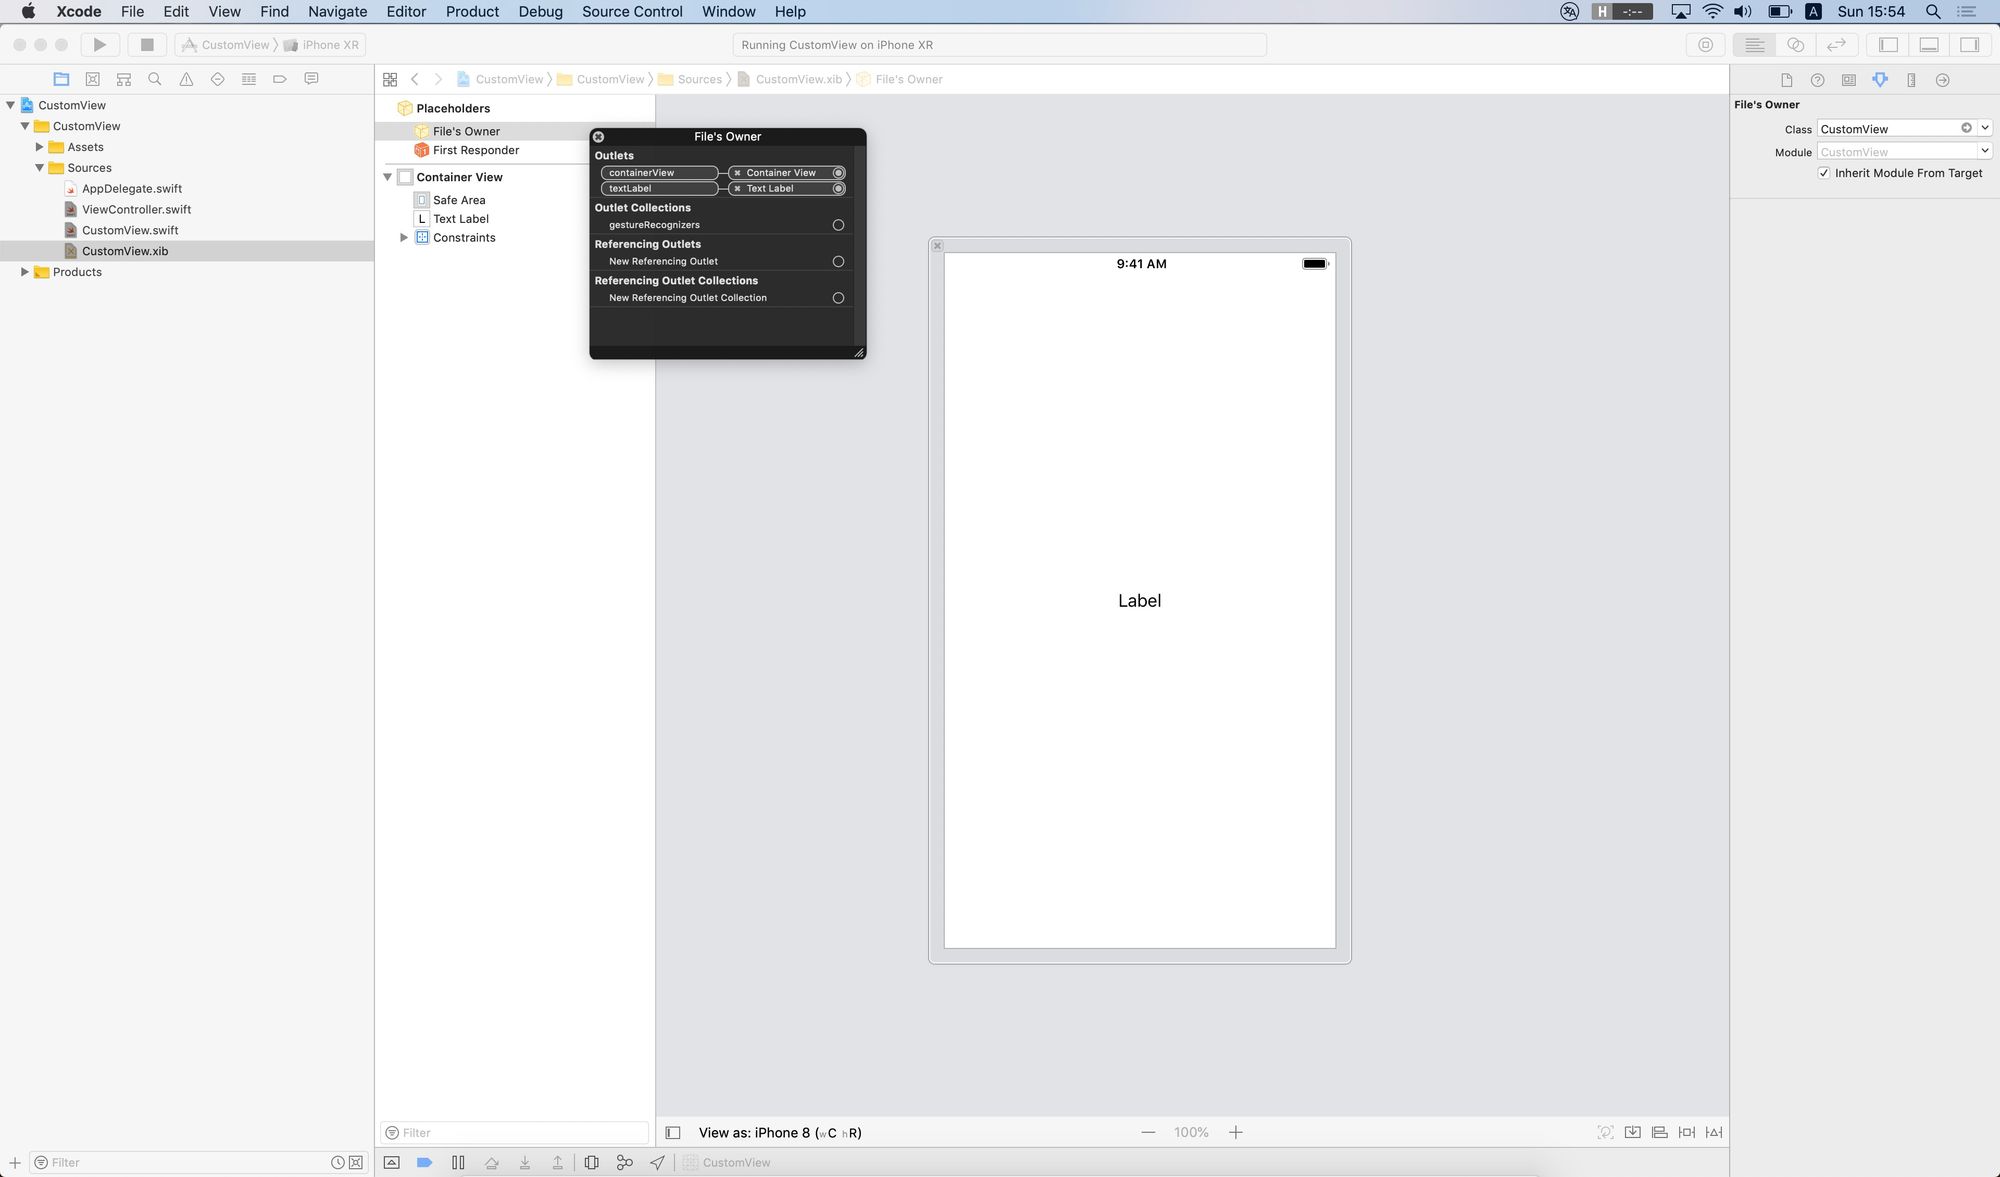 Xcode File Edit View Find Navigate Editor Product Debug Source Control Window Help
H -:-- A Sun 15:54
CustomView 〉 iPhone XR
Running CustomView on iPhone XR
CustomView 〉 CustomView 〉 Sources 〉 CustomView.xib 〉 File's Owner
CustomView
CustomView
Assets
Sources
AppDelegate.swift
ViewController.swift
CustomView.swift
CustomView.xib
Products
Filter
Placeholders
File's Owner
First Responder
Container View
Safe Area
L Text Label
Constraints
Filter
File's Owner
Outlets
containerView Container View
textLabel Text Label
Outlet Collections
gestureRecognizers
Referencing Outlets
New Referencing Outlet
Referencing Outlet Collections
New Referencing Outlet Collection
9:41 AM
Label
View as: iPhone 8 (wC hR)
100%
CustomView
File's Owner
Class CustomView
Module CustomView
Inherit Module From Target